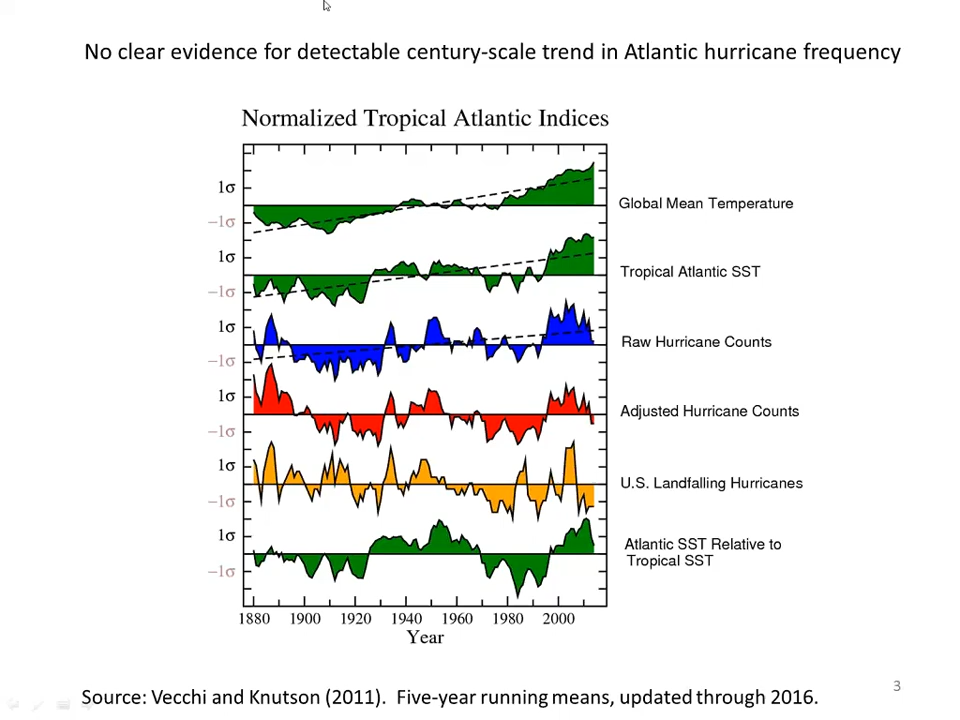 No clear evidence for detectable century-scale trend in Atlantic hurricane frequency
Normalized Tropical Atlantic Indices
1σ
−1σ
Global Mean Temperature
1σ
−1σ
Tropical Atlantic SST
1σ
−1σ
Raw Hurricane Counts
1σ
−1σ
Adjusted Hurricane Counts
1σ
−1σ
U.S. Landfalling Hurricanes
1σ
−1σ
Atlantic SST Relative to
Tropical SST
1880 1900 1920 1940 1960 1980 2000
Year
Source: Vecchi and Knutson (2011). Five-year running means, updated through 2016.
3